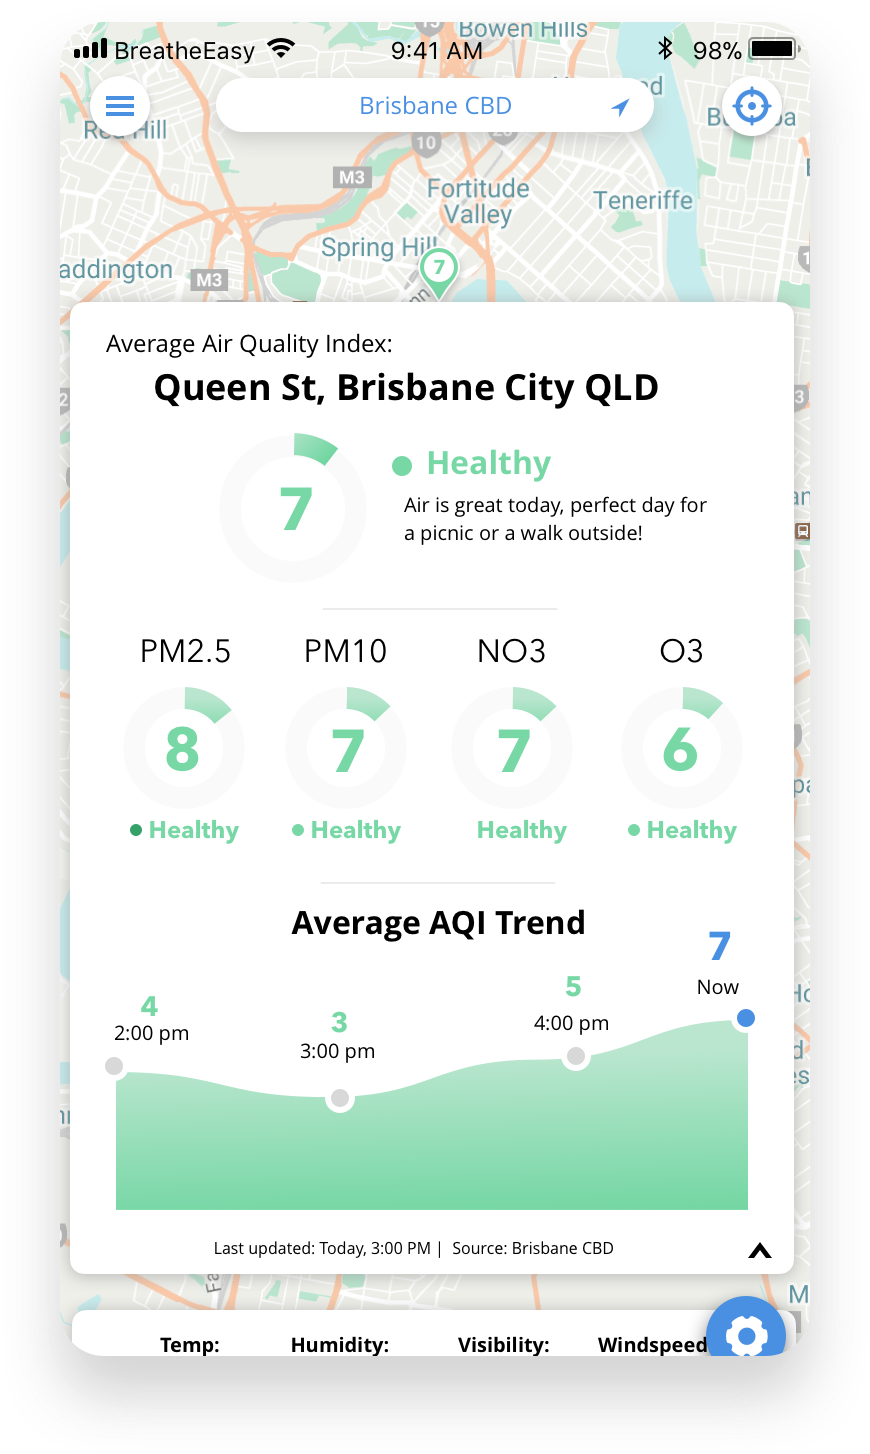 Bowen Hills
BreatheEasy
9:41 AM
98%
Brisbane CBD
Red Hill
10
M3
Fortitude
Valley
Teneriffe
Spring Hill
addington
M3
7
Average Air Quality Index:
Queen St, Brisbane City QLD
7
Healthy
Air is great today, perfect day for
a picnic or a walk outside!
PM2.5 PM10 NO3 O3
8 7 7 6
Healthy Healthy Healthy Healthy
Average AQI Trend
7
Now
5
4:00 pm
4
2:00 pm
3
3:00 pm
Last updated: Today, 3:00 PM | Source: Brisbane CBD
Temp: Humidity: Visibility: Windspeed